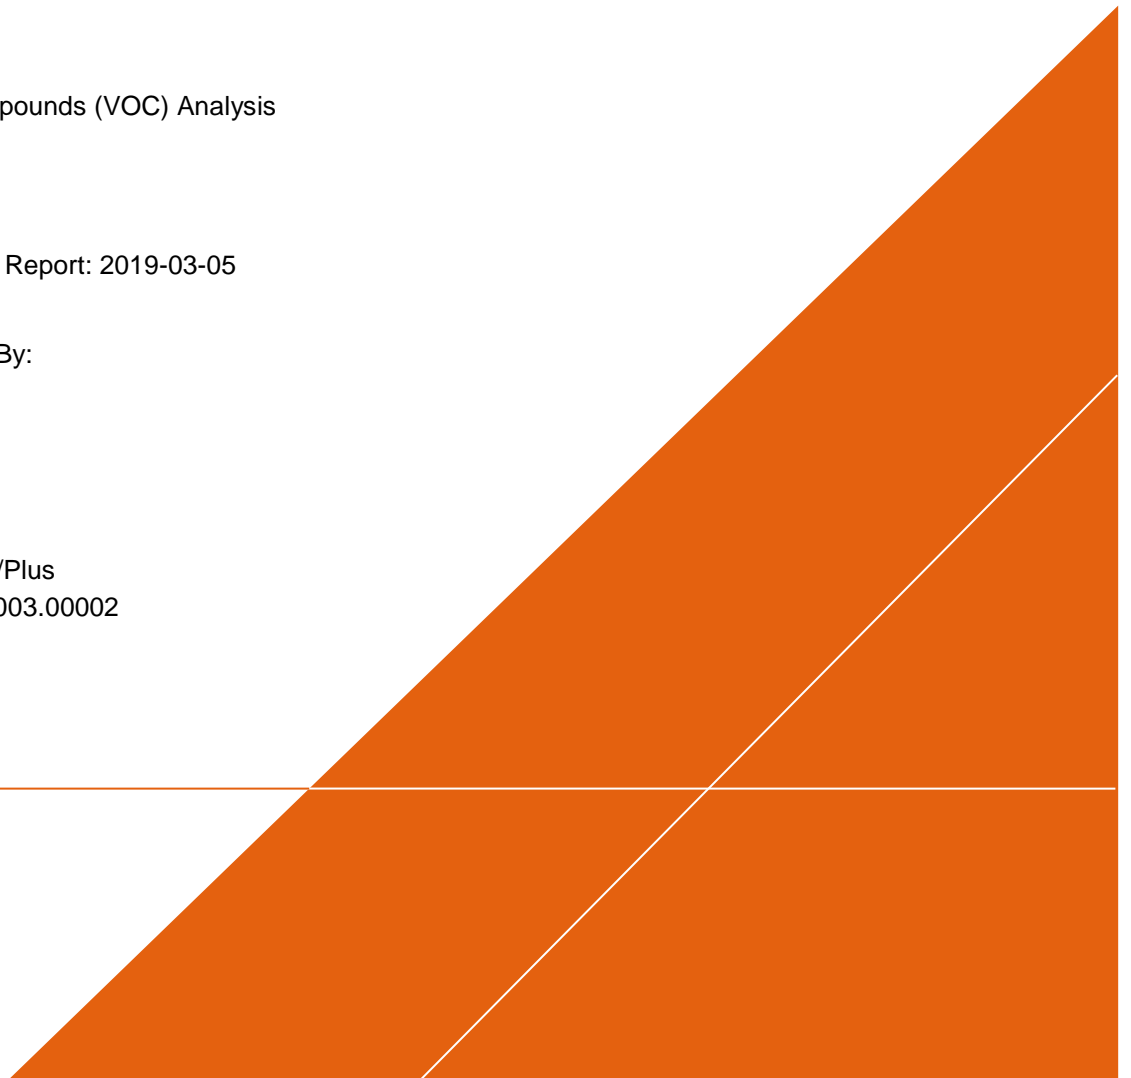 pounds (VOC) Analysis
Report: 2019-03-05
By:
/Plus
003.00002